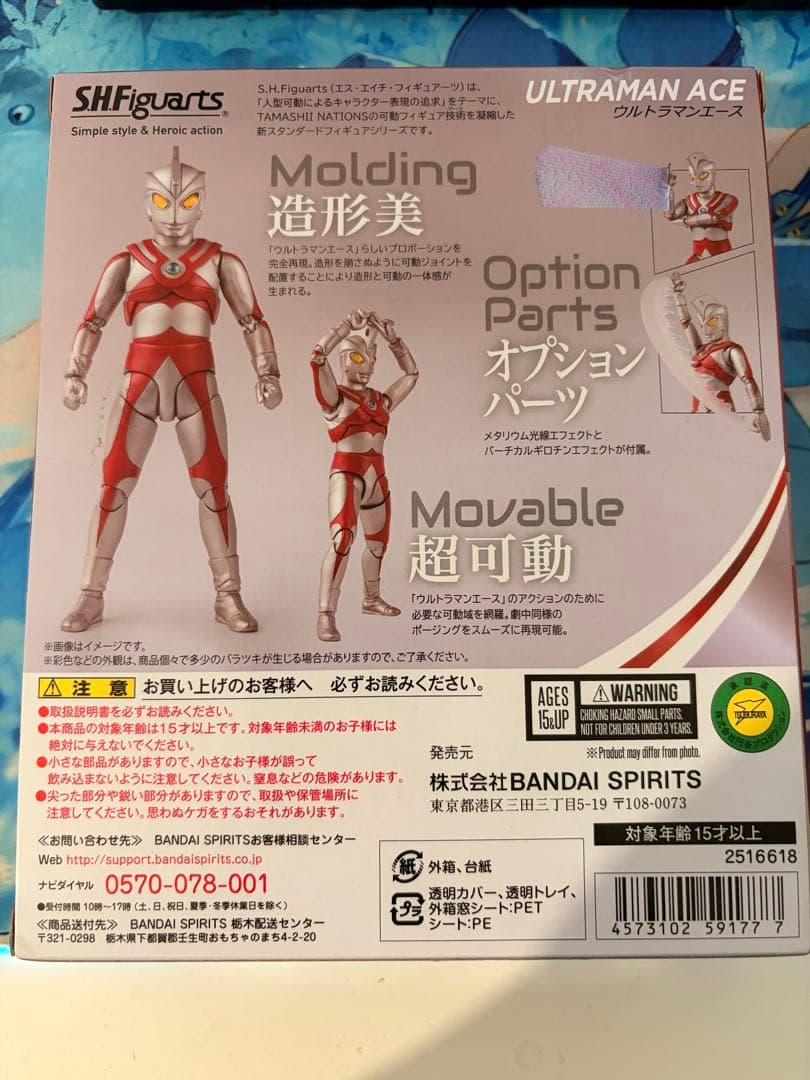 S.H.Figuarts®
Simple style & Heroic action
S.H.Figuarts（エス・エイチ・フィギュアーツ）は、
「人型可動によるキャラクター表現の追求」をテーマに、
TAMASHII NATIONSの可動フィギュア技術を凝縮した
新スタンダードフィギュアシリーズです。
ULTRAMAN ACE
ウルトラマンエース
Molding
造形美
「ウルトラマンエース」らしいプロポーションを
完全再現。造形を崩さぬように可動ジョイントを
配置することにより造形と可動の一体感が
生まれる。
Option
Parts
オプション
パーツ
メタリウム光線エフェクトと
バーチカルギロチンエフェクトが付属。
Movable
超可動
「ウルトラマンエース」のアクションのために
必要な可動域を網羅。劇中同様の
ポージングをスムーズに再現可能。
※画像はイメージです。
※彩色などの外観は、商品個々で多少のバラツキが生じる場合がありますので、ご了承ください。
注意 お買い上げのお客様へ 必ずお読みください。
●取扱説明書を必ずお読みください。
●本商品の対象年齢は15才以上です。対象年齢未満のお子様には
絶対に与えないでください。
●小さな部品がありますので、小さなお子様が誤って
飲み込まないように注意してください。窒息などの危険があります。
●尖った部分や鋭い部分がありますので、取扱や保管場所に
注意してください。思わぬケガをするおそれがあります。
≪お問い合わせ先≫ BANDAI SPIRITSお客様相談センター
Web http://support.bandaispirits.co.jp
ナビダイヤル 0570-078-001
●受付時間 10時～17時（土、日、祝日、夏季・冬季休業日を除く）
≪商品送付先≫ BANDAI SPIRITS 栃木配送センター
〒321-0298 栃木県下都賀郡壬生町おもちゃのまち4-2-20
AGES
15&UP
WARNING
CHOKING HAZARD SMALL PARTS.
NOT FOR CHILDREN UNDER 3 YEARS.
※Product may differ from photo.
承認済
TSUBURAYA
株式会社円谷プロダクション
発売元
株式会社BANDAI SPIRITS
東京都港区三田三丁目5-19 〒108-0073
対象年齢15才以上
2516618
紙 外箱、台紙
プラ 透明カバー、透明トレイ、
外箱窓シート:PET
シート:PE
4573102 59177 7